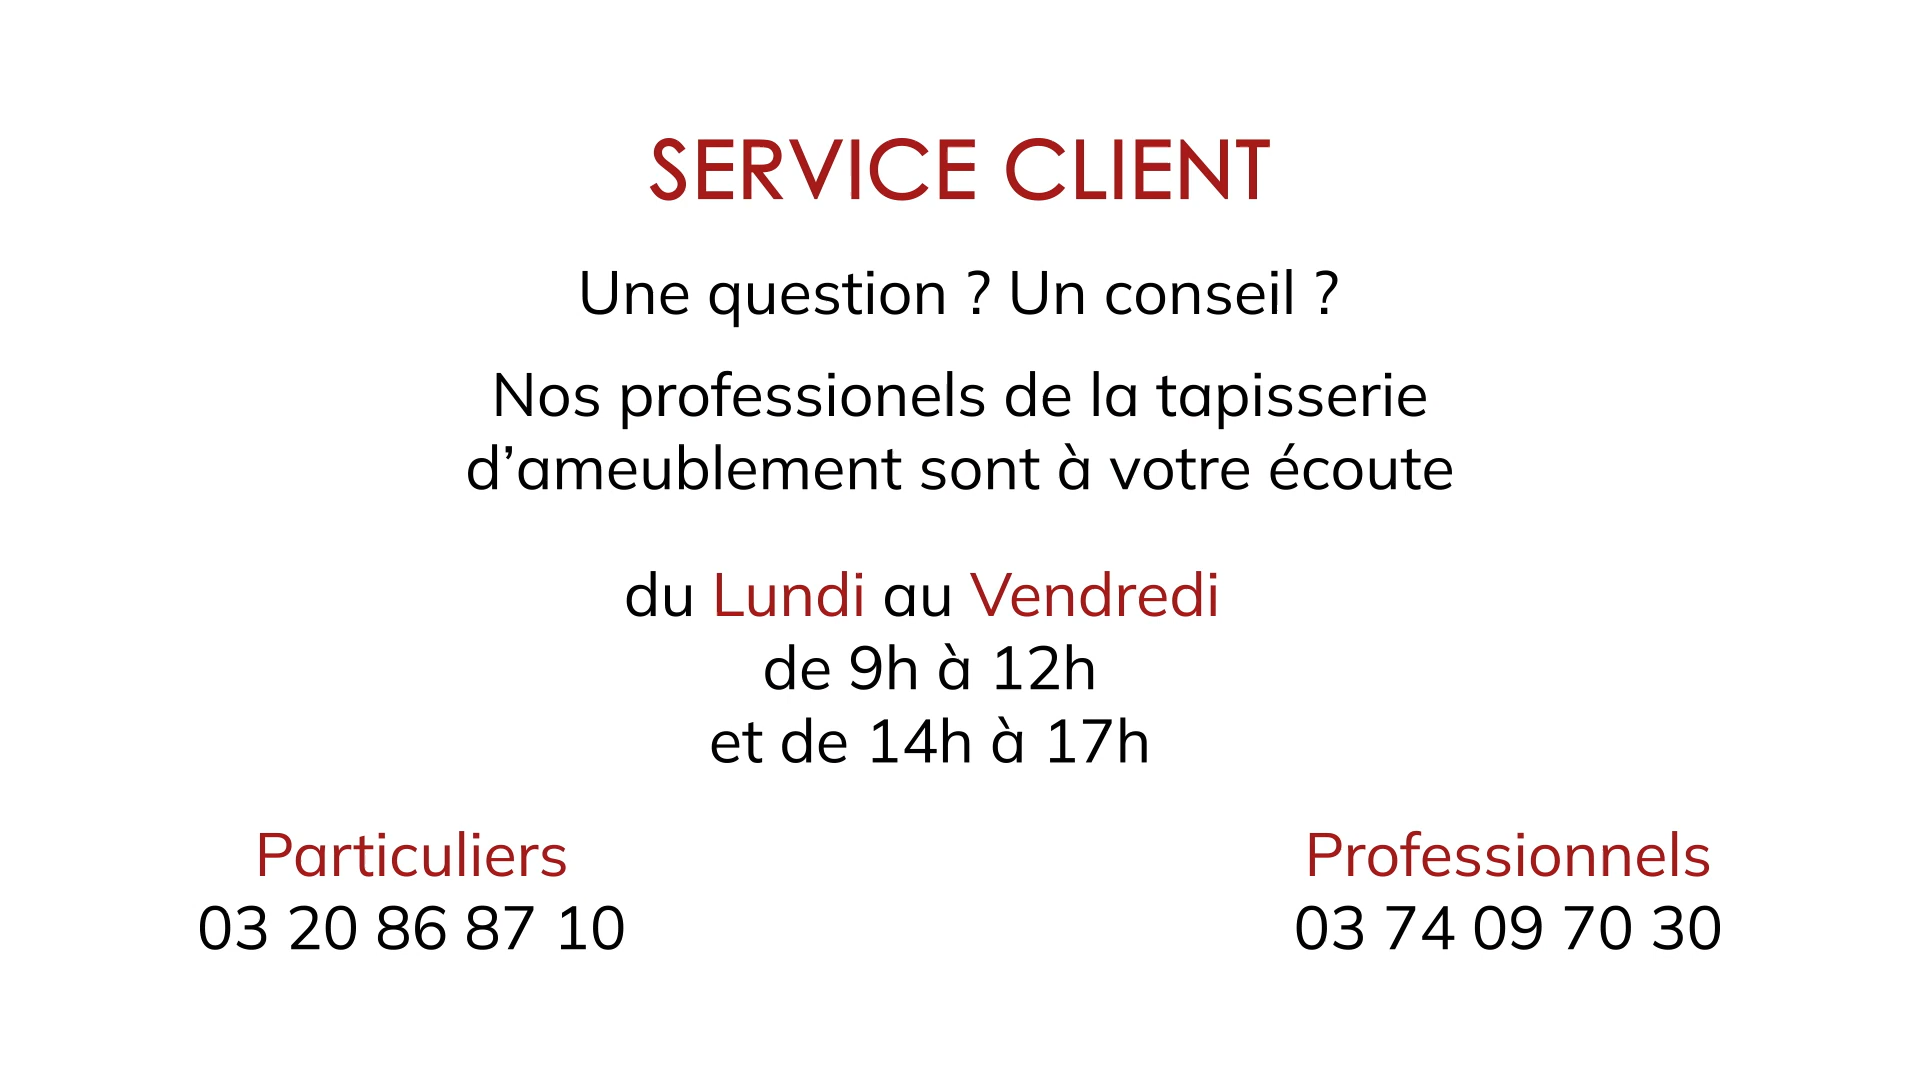 SERVICE CLIENT
Une question ? Un conseil ?
Nos professionels de la tapisserie
d’ameublement sont à votre écoute
du Lundi au Vendredi
de 9h à 12h
et de 14h à 17h
Particuliers
03 20 86 87 10
Professionnels
03 74 09 70 30